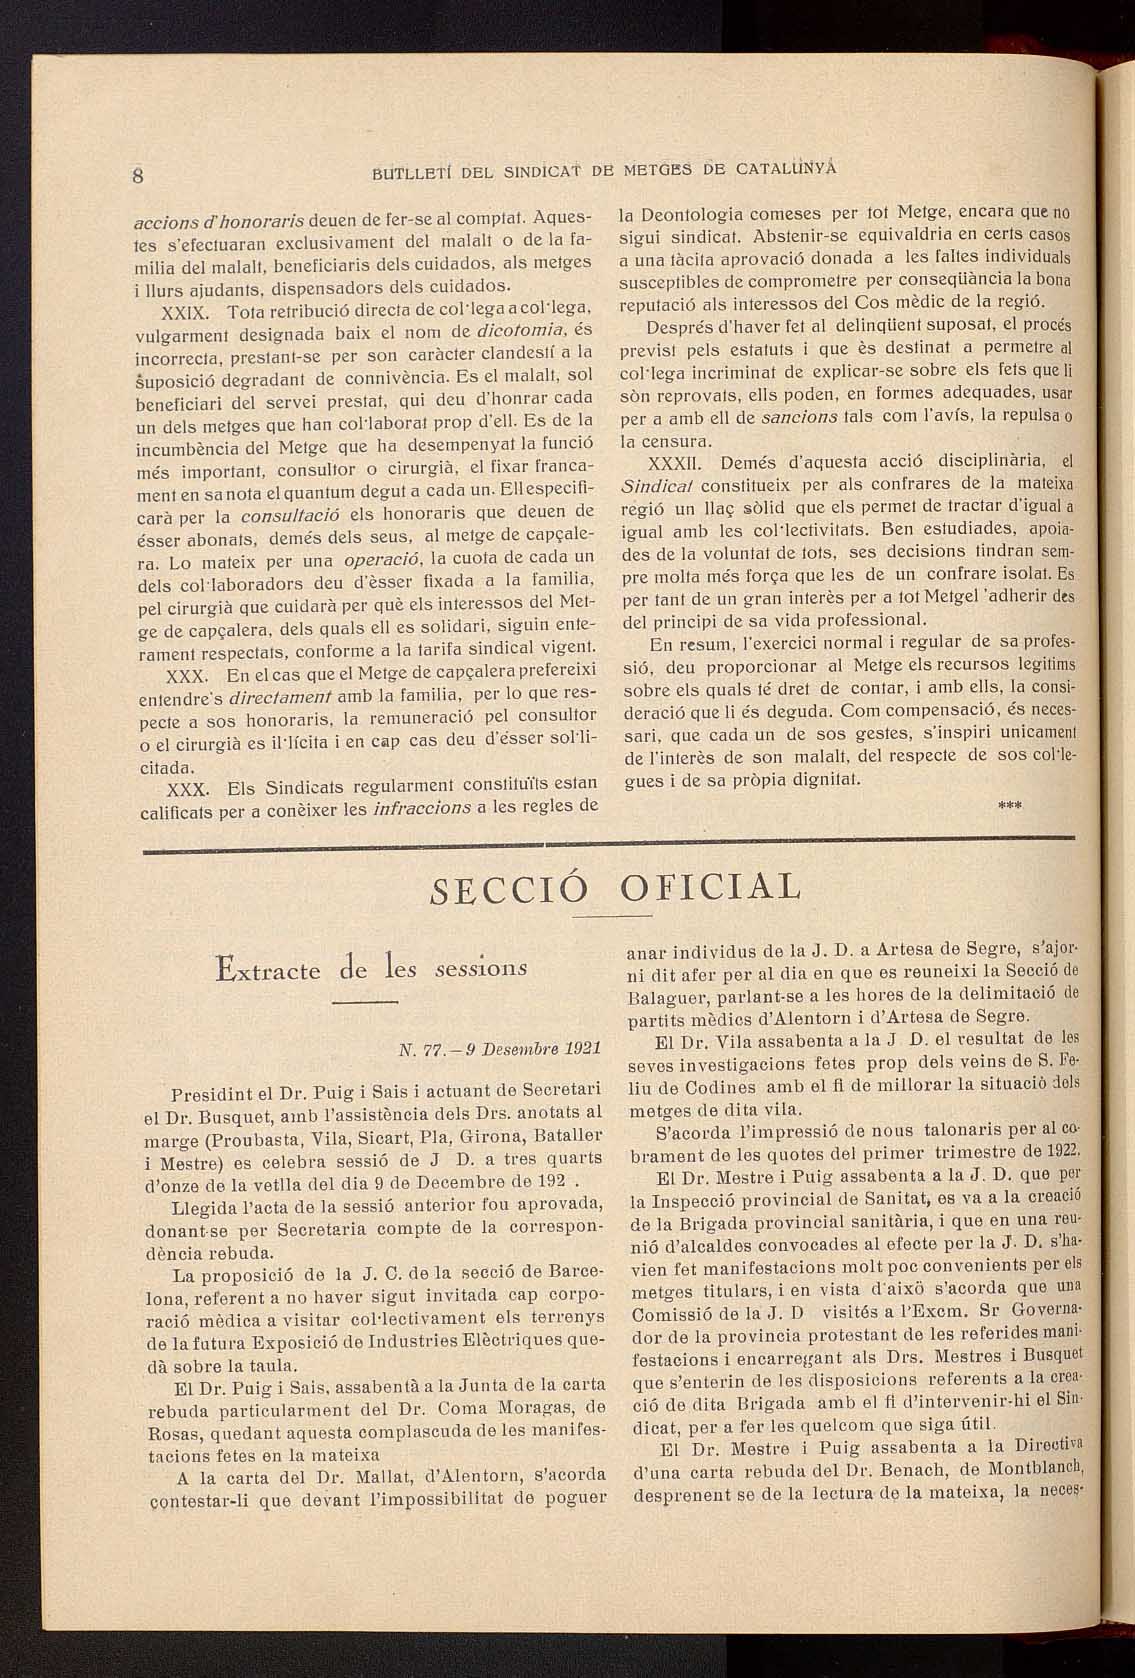 8
BUTLLETÍ DEL SINDICAT DE METGES DE CATALUNYA
accions d'honoraris deuen de fer-se al comptat. Aques-
tes s'efectuaran exclusivament del malalt o de la fa-
milia del malalt, beneficiaris dels cuidados, als metges
i llurs ajudants, dispensadors dels cuidados.
XXIX. Tota retribució directa de col·lega a col·lega,
vulgarment designada baix el nom de dicotomia, és
incorrecta, prestant-se per son caràcter clandestí a la
suposició degradant de connivència. Es el malalt, sol
beneficiari del servei prestat, qui deu d'honrar cada
un dels metges que han col·laborat prop d'ell. Es de la
incumbència del Metge que ha desempenyat la funció
més important, consultor o cirurgià, el fixar franca-
ment en sa nota el quantum degut a cada un. Ell especifi-
carà per la consultació els honoraris que deuen de
ésser abonats, demés dels seus, al metge de capçale-
ra. Lo mateix per una operació, la cuota de cada un
dels col·laboradors deu d'èsser fixada a la familia,
pel cirurgià que cuidarà per què els interessos del Met-
ge de capçalera, dels quals ell es solidari, siguin ente-
rament respectats, conforme a la tarifa sindical vigent.
XXX. En el cas que el Metge de capçalera prefereixi
entendre's directament amb la familia, per lo que res-
pecte a sos honoraris, la remuneració pel consultor
o el cirurgià es il·lícita i en cap cas deu d'ésser sol·li-
citada.
XXX. Els Sindicats regularment constituïts estan
calificats per a conèixer les infraccions a les regles de
la Deontologia comeses per tot Metge, encara que no
sigui sindicat. Abstenir-se equivaldria en certs casos
a una tàcita aprovació donada a les faltes individuals
susceptibles de comprometre per conseqüància la bona
reputació als interessos del Cos mèdic de la regió.
Després d'haver fet al delinqüent suposat, el procés
previst pels estatuts i que ès destinat a permetre al
col·lega incriminat de explicar-se sobre els fets que li
sòn reprovats, ells poden, en formes adequades, usar
per a amb ell de sancions tals com l'avís, la repulsa o
la censura.
XXXII. Demés d'aquesta acció disciplinària, el
Sindicat constitueix per als confrares de la mateixa
regió un llaç sòlid que els permet de tractar d'igual a
igual amb les col·lectivitats. Ben estudiades, apoia-
des de la voluntat de tots, ses decisions tindran sem-
pre molta més força que les de un confrare isolat. Es
per tant de un gran interès per a tot Metgel 'adherir des
del principi de sa vida professional.
En resum, l'exercici normal i regular de sa profes-
sió, deu proporcionar al Metge els recursos legitims
sobre els quals té dret de contar, i amb ells, la consi-
deració que li és deguda. Com compensació, és neces-
sari, que cada un de sos gestes, s'inspiri unicament
de l'interès de son malalt, del respecte de sos col·le-
gues i de sa pròpia dignitat.
***
SECCIÓ OFICIAL
Extracte de les sessions
N. 77.—9 Desembre 1921
Presidint el Dr. Puig i Sais i actuant de Secretari
el Dr. Busquet, amb l'assistència dels Drs. anotats al
marge (Proubasta, Vila, Sicart, Pla, Girona, Bataller
i Mestre) es celebra sessió de J D. a tres quarts
d'onze de la vetlla del dia 9 de Decembre de 192 .
Llegida l'acta de la sessió anterior fou aprovada,
donant-se per Secretaria compte de la correspon-
dència rebuda.
La proposició de la J. C. de la secció de Barce-
lona, referent a no haver sigut invitada cap corpo-
ració mèdica a visitar col·lectivament els terrenys
de la futura Exposició de Industries Elèctriques que-
dà sobre la taula.
El Dr. Puig i Sais, assabentà a la Junta de la carta
rebuda particularment del Dr. Coma Moragas, de
Rosas, quedant aquesta complascuda de les manifes-
tacions fetes en la mateixa
A la carta del Dr. Mallat, d'Alentorn, s'acorda
contestar-li que devant l'impossibilitat de poguer
anar individus de la J. D. a Artesa de Segre, s'ajor-
ni dit afer per al dia en que es reuneixi la Secció de
Balaguer, parlant-se a les hores de la delimitació de
partits mèdics d'Alentorn i d'Artesa de Segre.
El Dr. Vila assabenta a la J D. el resultat de les
seves investigacions fetes prop dels veins de S. Fe-
liu de Codines amb el fi de millorar la situaciò dels
metges de dita vila.
S'acorda l'impressió de nous talonaris per al co-
brament de les quotes del primer trimestre de 1922.
El Dr. Mestre i Puig assabenta a la J. D. que per
la Inspecció provincial de Sanitat, es va a la creació
de la Brigada provincial sanitària, i que en una reu-
nió d'alcaldes convocades al efecte per la J. D. s'ha-
vien fet manifestacions molt poc convenients per els
metges titulars, i en vista d'això s'acorda que una
Comissió de la J. D visités a l'Excm. Sr Governa-
dor de la provincia protestant de les referides mani-
festacions i encarregant als Drs. Mestres i Busquet
que s'enterin de les disposicions referents a la crea-
ció de dita Brigada amb el fi d'intervenir-hi el Sin-
dicat, per a fer les quelcom que siga útil.
El Dr. Mestre i Puig assabenta a la Directiva
d'una carta rebuda del Dr. Benach, de Montblanch,
desprenent se de la lectura de la mateixa, la neces-